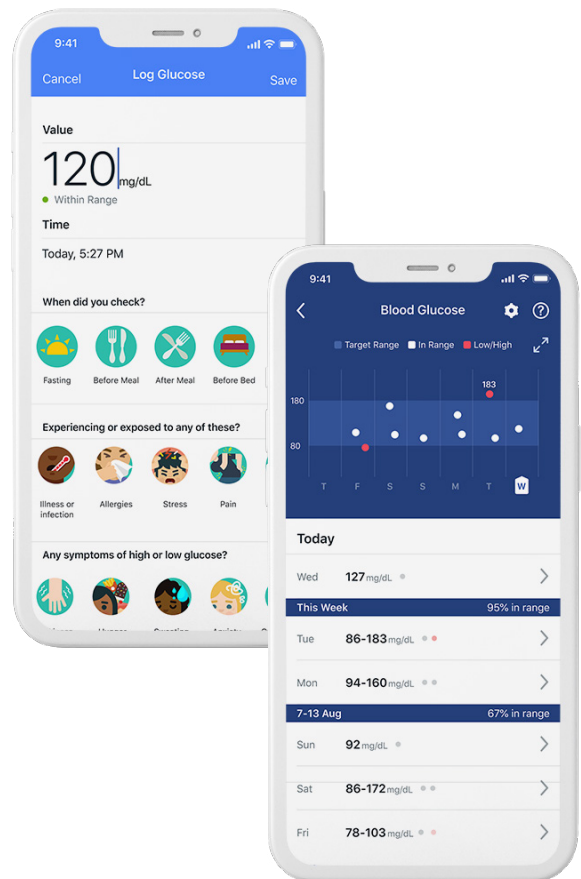 9:41
Cancel Log Glucose Save
Value
120 mg/dL
Within Range
Time
Today, 5:27 PM
When did you check?
Fasting Before Meal After Meal Before Bed
Experiencing or exposed to any of these?
Illness or infection Allergies Stress Pain
Any symptoms of high or low glucose?
9:41
Blood Glucose
Target Range In Range Low/High
183
180
80
T F S S M T W
Today
Wed 127 mg/dL
This Week 95% in range
Tue 86-183 mg/dL
Mon 94-160 mg/dL
7-13 Aug 67% in range
Sun 92 mg/dL
Sat 86-172 mg/dL
Fri 78-103 mg/dL